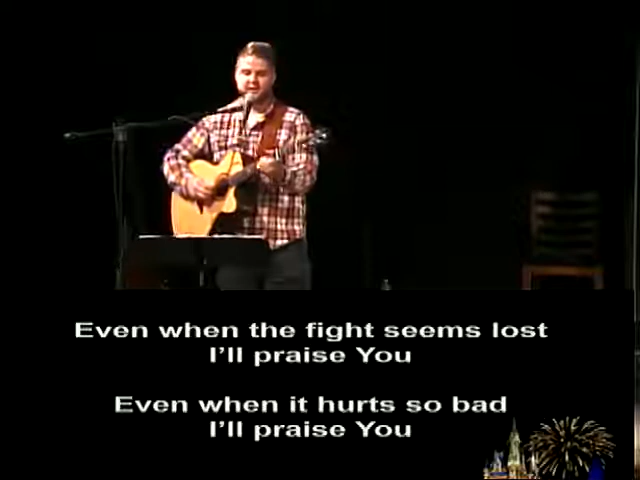 Even when the fight seems lost
I'll praise You
Even when it hurts so bad
I'll praise You